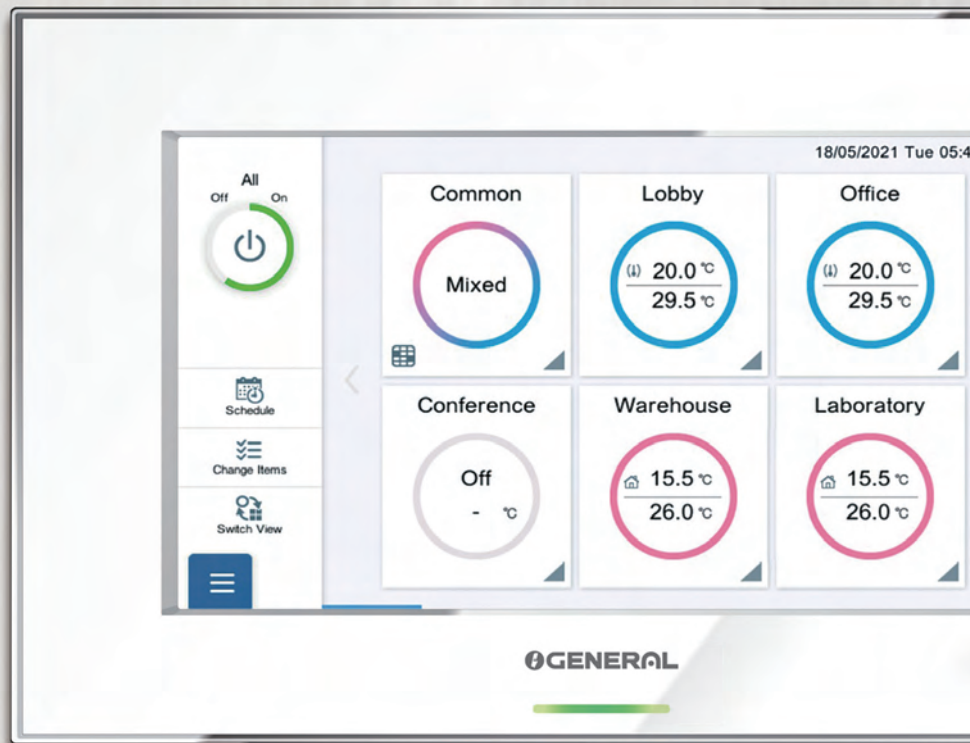 18/05/2021 Tue 05:4
All
Off On
Schedule
Change Items
Switch View
Common
Mixed
Lobby
20.0 °C
29.5 °C
Office
20.0 °C
29.5 °C
Conference
Off
- °C
Warehouse
15.5 °C
26.0 °C
Laboratory
15.5 °C
26.0 °C
GENERAL